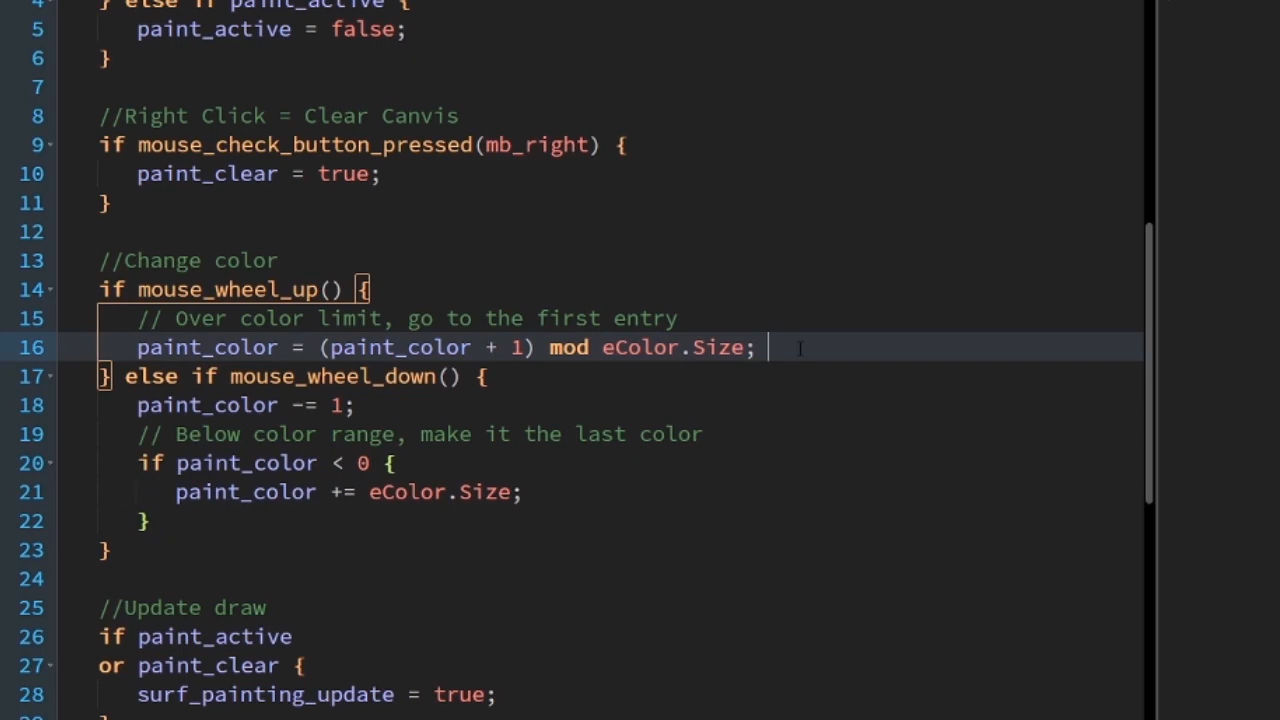 4 } else if paint_active {
5 paint_active = false;
6 }
7
8 //Right Click = Clear Canvis
9 if mouse_check_button_pressed(mb_right) {
10 paint_clear = true;
11 }
12
13 //Change color
14 if mouse_wheel_up() {
15 // Over color limit, go to the first entry
16 paint_color = (paint_color + 1) mod eColor.Size;
17 } else if mouse_wheel_down() {
18 paint_color -= 1;
19 // Below color range, make it the last color
20 if paint_color < 0 {
21 paint_color += eColor.Size;
22 }
23 }
24
25 //Update draw
26 if paint_active
27 or paint_clear {
28 surf_painting_update = true;
29 }